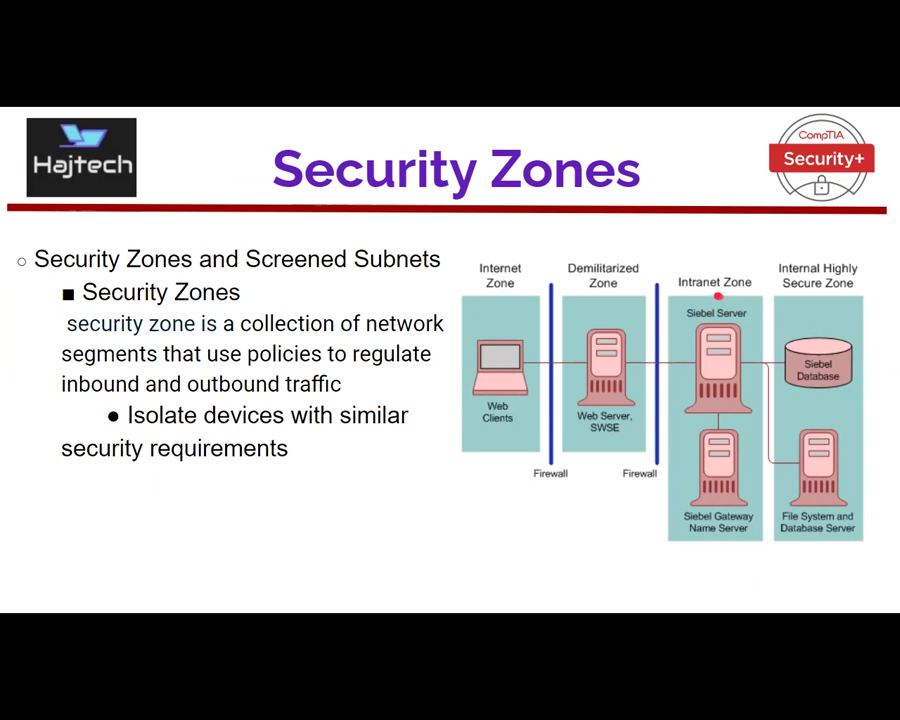 Hajtech
Security Zones
CompTIA
Security+
○ Security Zones and Screened Subnets
■ Security Zones
security zone is a collection of network
segments that use policies to regulate
inbound and outbound traffic
● Isolate devices with similar
security requirements
Internet
Zone
Demilitarized
Zone
Intranet Zone
Internal Highly
Secure Zone
Siebel Server
Siebel
Database
Web
Clients
Web Server,
SWSE
Firewall
Firewall
Siebel Gateway
Name Server
File System and
Database Server